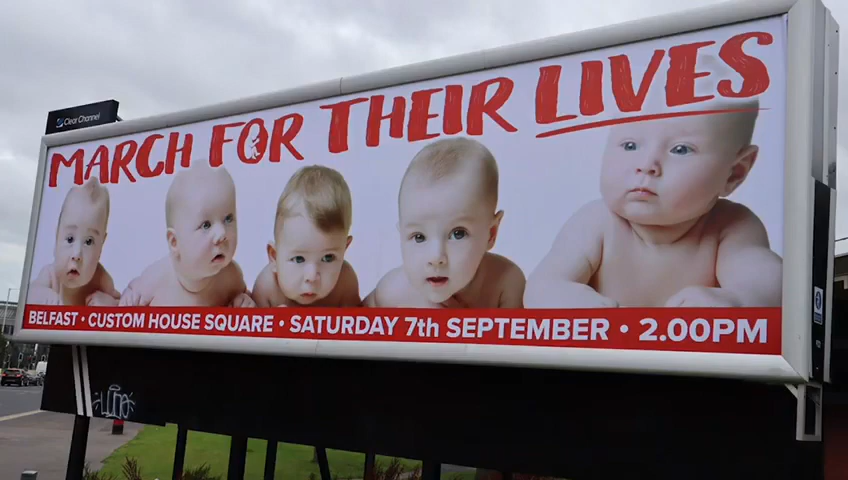 Clear Channel
MARCH FOR THEIR LIVES
BELFAST • CUSTOM HOUSE SQUARE • SATURDAY 7th SEPTEMBER • 2.00PM